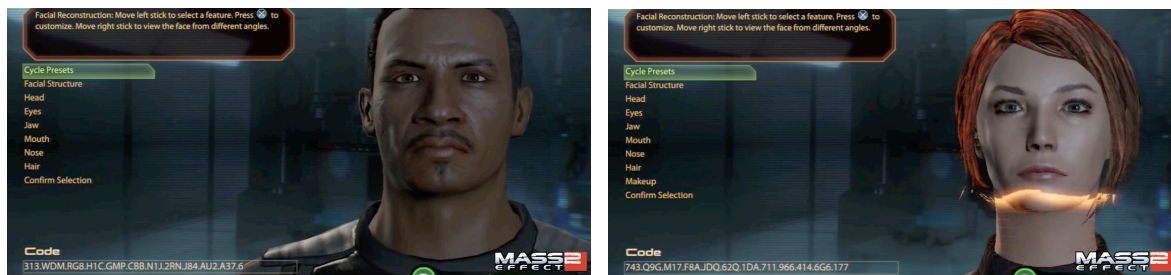 Facial Reconstruction: Move left stick to select a feature. Press ⓧ to
customize. Move right stick to view the face from different angles.
Cycle Presets
Facial Structure
Head
Eyes
Jaw
Mouth
Nose
Hair
Confirm Selection
Code
313.WDM.RG8.H1C.GMP.CBB.N1J.2RN.J84.AU2.A37.6
MASS 2
EFFECT
Facial Reconstruction: Move left stick to select a feature. Press ⓧ to
customize. Move right stick to view the face from different angles.
Cycle Presets
Facial Structure
Head
Eyes
Jaw
Mouth
Nose
Hair
Makeup
Confirm Selection
Code
743.Q9G.M17.F8A.JDQ.62Q.1DA.711.966.414.6G6.177
MASS 2
EFFECT